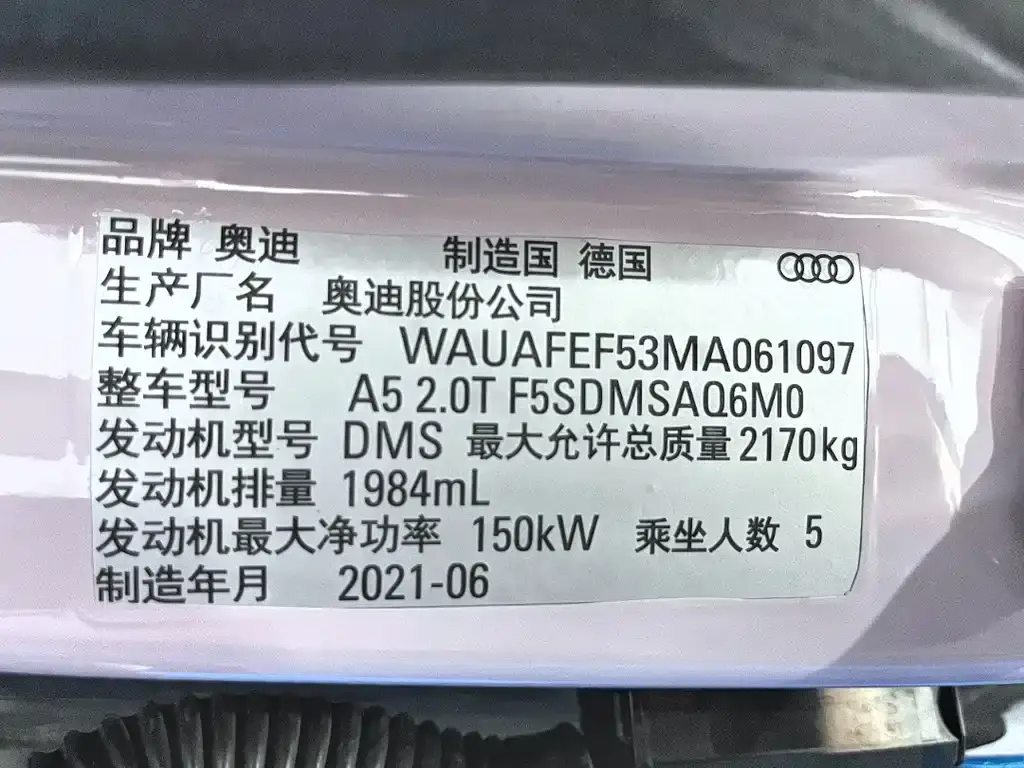 品牌 奥迪 制造国 德国
生产厂名 奥迪股份公司
车辆识别代号 WAUAFEF53MA061097
整车型号 A5 2.0T F5SDMSAQ6M0
发动机型号 DMS 最大允许总质量 2170kg
发动机排量 1984mL
发动机最大净功率 150kW 乘坐人数 5
制造年月 2021-06